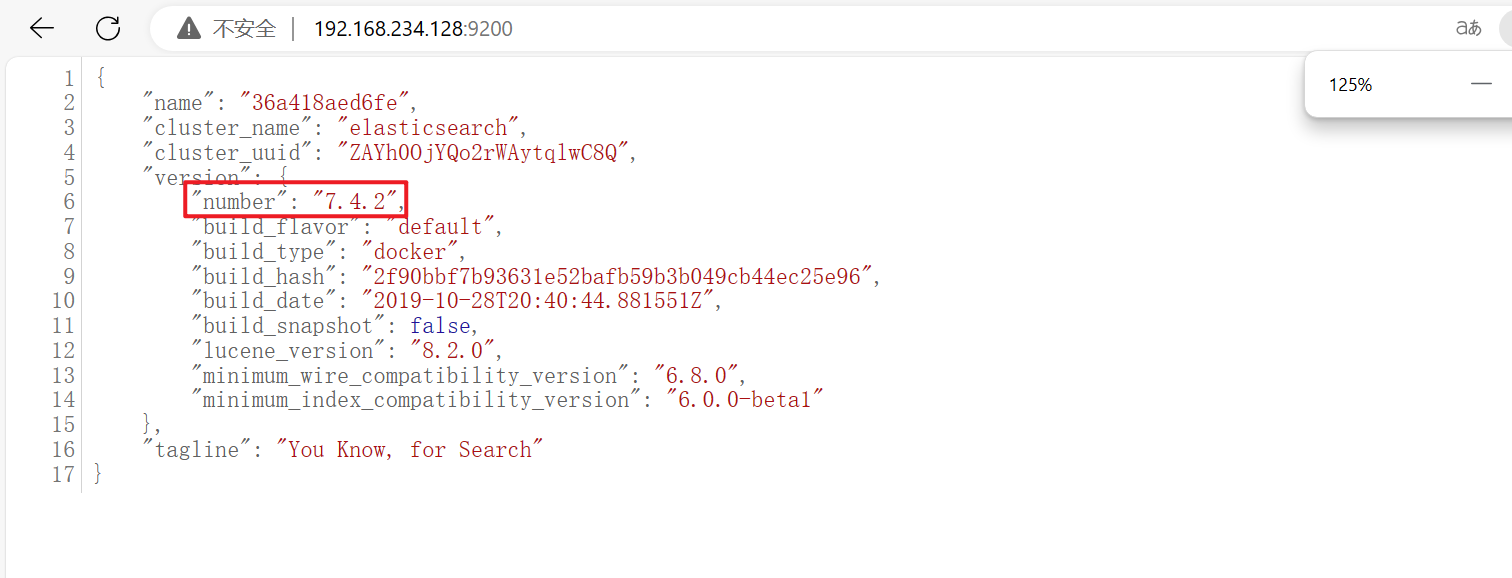 不安全 | 192.168.234.128:9200 aあ
125% —
1 {
2 "name": "36a418aed6fe",
3 "cluster_name": "elasticsearch",
4 "cluster_uuid": "ZAYhOOjYQo2rWAytqlwC8Q",
5 "version": {
6 "number": "7.4.2",
7 "build_flavor": "default",
8 "build_type": "docker",
9 "build_hash": "2f90bbf7b93631e52bafb59b3b049cb44ec25e96",
10 "build_date": "2019-10-28T20:40:44.881551Z",
11 "build_snapshot": false,
12 "lucene_version": "8.2.0",
13 "minimum_wire_compatibility_version": "6.8.0",
14 "minimum_index_compatibility_version": "6.0.0-beta1"
15 },
16 "tagline": "You Know, for Search"
17 }